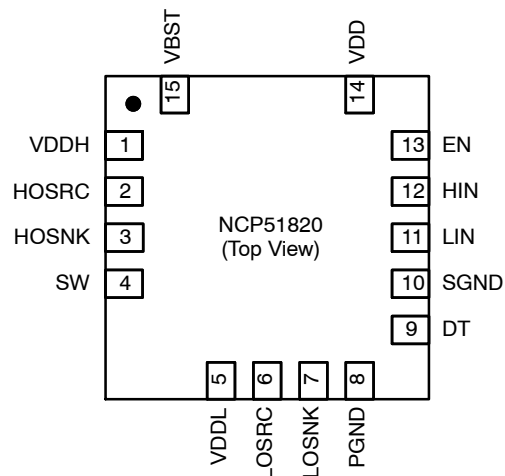 VBST
VDD
15
14
VDDH 1
13 EN
HOSRC 2
12 HIN
HOSNK 3
NCP51820
(Top View)
11 LIN
SW 4
10 SGND
9 DT
5
6
7
8
VDDL
LOSRC
LOSNK
PGND